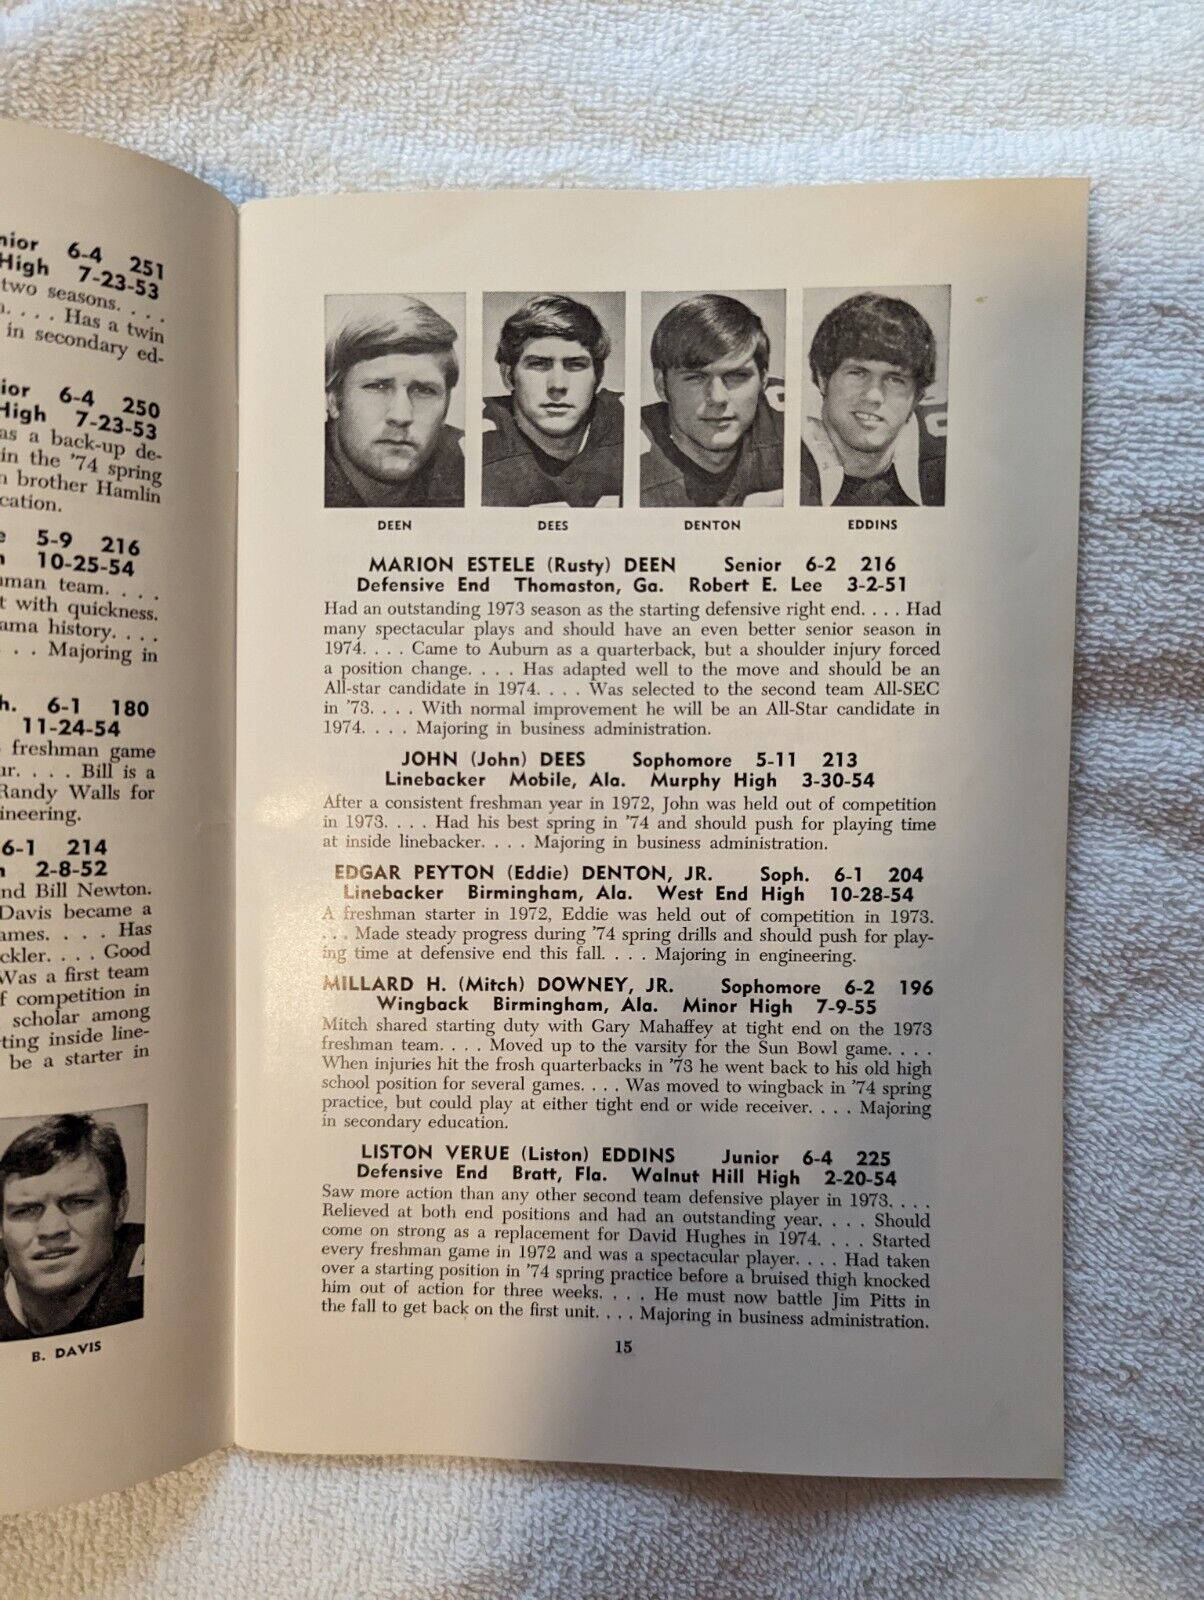 nior 6-4 251
High 7-23-53
two seasons. . . .
. . . . Has a twin
in secondary ed-
ior 6-4 250
High 7-23-53
as a back-up de-
in the '74 spring
brother Hamlin
cation.
5-9 216
10-25-54
man team. . . .
t with quickness.
ama history. . . .
. . . Majoring in
h. 6-1 180
11-24-54
freshman game
ar. . . . Bill is a
Randy Walls for
ineering.
6-1 214
2-8-52
nd Bill Newton.
Davis became a
ames. . . . Has
ckler. . . . Good
Was a first team
f competition in
scholar among
ting inside line-
be a starter in
B. DAVIS
DEEN DEES DENTON EDDINS
MARION ESTELE (Rusty) DEEN Senior 6-2 216
Defensive End Thomaston, Ga. Robert E. Lee 3-2-51
Had an outstanding 1973 season as the starting defensive right end. . . . Had
many spectacular plays and should have an even better senior season in
1974. . . . Came to Auburn as a quarterback, but a shoulder injury forced
a position change. . . . Has adapted well to the move and should be an
All-star candidate in 1974. . . . Was selected to the second team All-SEC
in '73. . . . With normal improvement he will be an All-Star candidate in
1974. . . . Majoring in business administration.
JOHN (John) DEES Sophomore 5-11 213
Linebacker Mobile, Ala. Murphy High 3-30-54
After a consistent freshman year in 1972, John was held out of competition
in 1973. . . . Had his best spring in '74 and should push for playing time
at inside linebacker. . . . Majoring in business administration.
EDGAR PEYTON (Eddie) DENTON, JR. Soph. 6-1 204
Linebacker Birmingham, Ala. West End High 10-28-54
A freshman starter in 1972, Eddie was held out of competition in 1973.
. . . Made steady progress during '74 spring drills and should push for play-
ing time at defensive end this fall. . . . Majoring in engineering.
MILLARD H. (Mitch) DOWNEY, JR. Sophomore 6-2 196
Wingback Birmingham, Ala. Minor High 7-9-55
Mitch shared starting duty with Gary Mahaffey at tight end on the 1973
freshman team. . . . Moved up to the varsity for the Sun Bowl game. . . .
When injuries hit the frosh quarterbacks in '73 he went back to his old high
school position for several games. . . . Was moved to wingback in '74 spring
practice, but could play at either tight end or wide receiver. . . . Majoring
in secondary education.
LISTON VERUE (Liston) EDDINS Junior 6-4 225
Defensive End Bratt, Fla. Walnut Hill High 2-20-54
Saw more action than any other second team defensive player in 1973. . . .
Relieved at both end positions and had an outstanding year. . . . Should
come on strong as a replacement for David Hughes in 1974. . . . Started
every freshman game in 1972 and was a spectacular player. . . . Had taken
over a starting position in '74 spring practice before a bruised thigh knocked
him out of action for three weeks. . . . He must now battle Jim Pitts in
the fall to get back on the first unit. . . . Majoring in business administration.
15